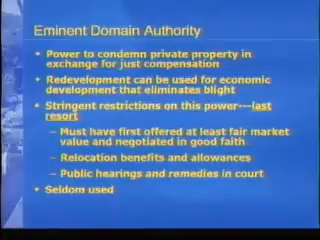 Eminent Domain Authority
• Power to condemn private property in
exchange for just compensation
• Redevelopment can be used for economic
development that eliminates blight
• Stringent restrictions on this power---last
resort
– Must have first offered at least fair market
value and negotiated in good faith
– Relocation benefits and allowances
– Public hearings and remedies in court
• Seldom used